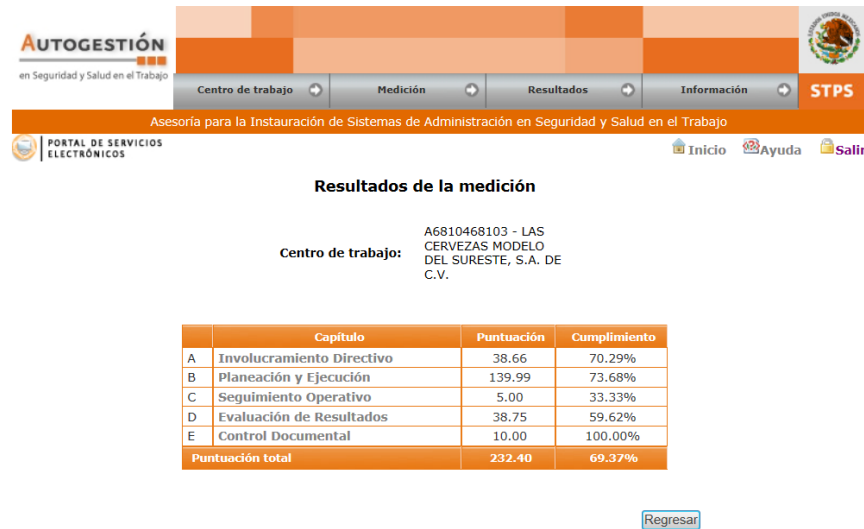 AUTOGESTIÓN
en Seguridad y Salud en el Trabajo
Centro de trabajo Medición Resultados Información STPS
Asesoría para la Instauración de Sistemas de Administración en Seguridad y Salud en el Trabajo
PORTAL DE SERVICIOS
ELECTRÓNICOS
Inicio Ayuda Salir
Resultados de la medición
Centro de trabajo:
A6810468103 - LAS
CERVEZAS MODELO
DEL SURESTE, S.A. DE
C.V.
Capítulo Puntuación Cumplimiento
A Involucramiento Directivo 38.66 70.29%
B Planeación y Ejecución 139.99 73.68%
C Seguimiento Operativo 5.00 33.33%
D Evaluación de Resultados 38.75 59.62%
E Control Documental 10.00 100.00%
Puntuación total 232.40 69.37%
Regresar